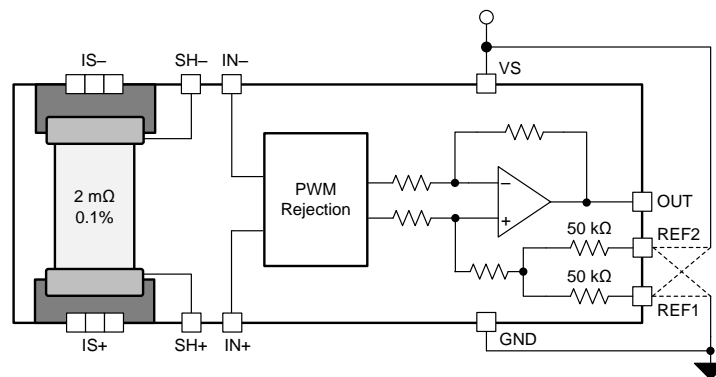 IS–
SH–
IN–
VS
2 mΩ
0.1%
PWM
Rejection
–
+
OUT
50 kΩ
REF2
50 kΩ
REF1
IS+
SH+
IN+
GND